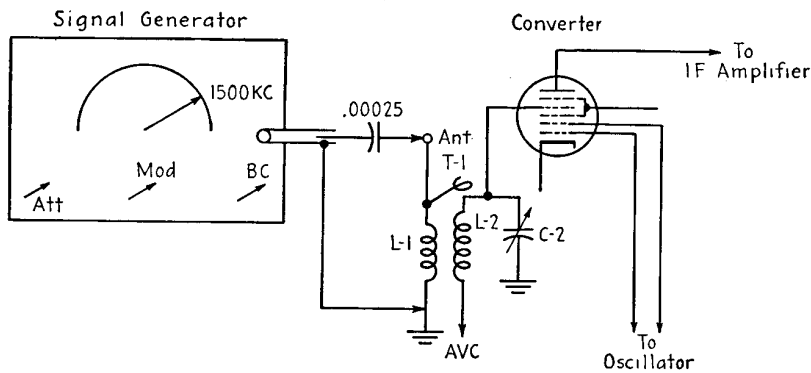 Signal Generator
Converter
1500KC
To
IF Amplifier
.00025
Ant
T-1
Mod
BC
Att
L-1
L-2
C-2
AVC
To
Oscillator